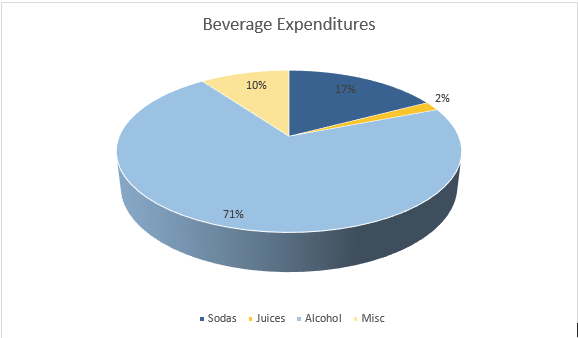 Beverage Expenditures
10%
17%
2%
71%
Sodas Juices Alcohol Misc